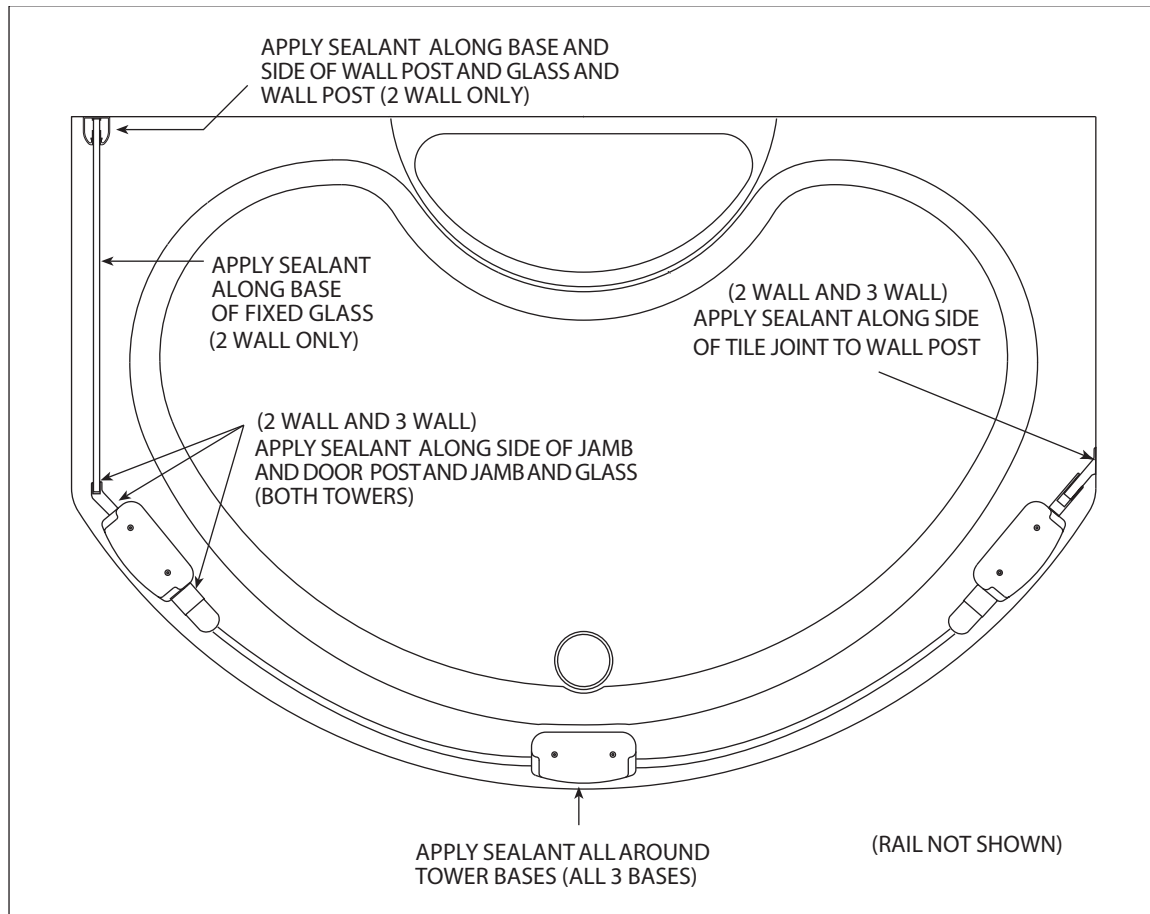 APPLY SEALANT ALONG BASE AND
SIDE OF WALL POST AND GLASS AND
WALL POST (2 WALL ONLY)
APPLY SEALANT
ALONG BASE
OF FIXED GLASS
(2 WALL ONLY)
(2 WALL AND 3 WALL)
APPLY SEALANT ALONG SIDE
OF TILE JOINT TO WALL POST
(2 WALL AND 3 WALL)
APPLY SEALANT ALONG SIDE OF JAMB
AND DOOR POST AND JAMB AND GLASS
(BOTH TOWERS)
APPLY SEALANT ALL AROUND
TOWER BASES (ALL 3 BASES)
(RAIL NOT SHOWN)